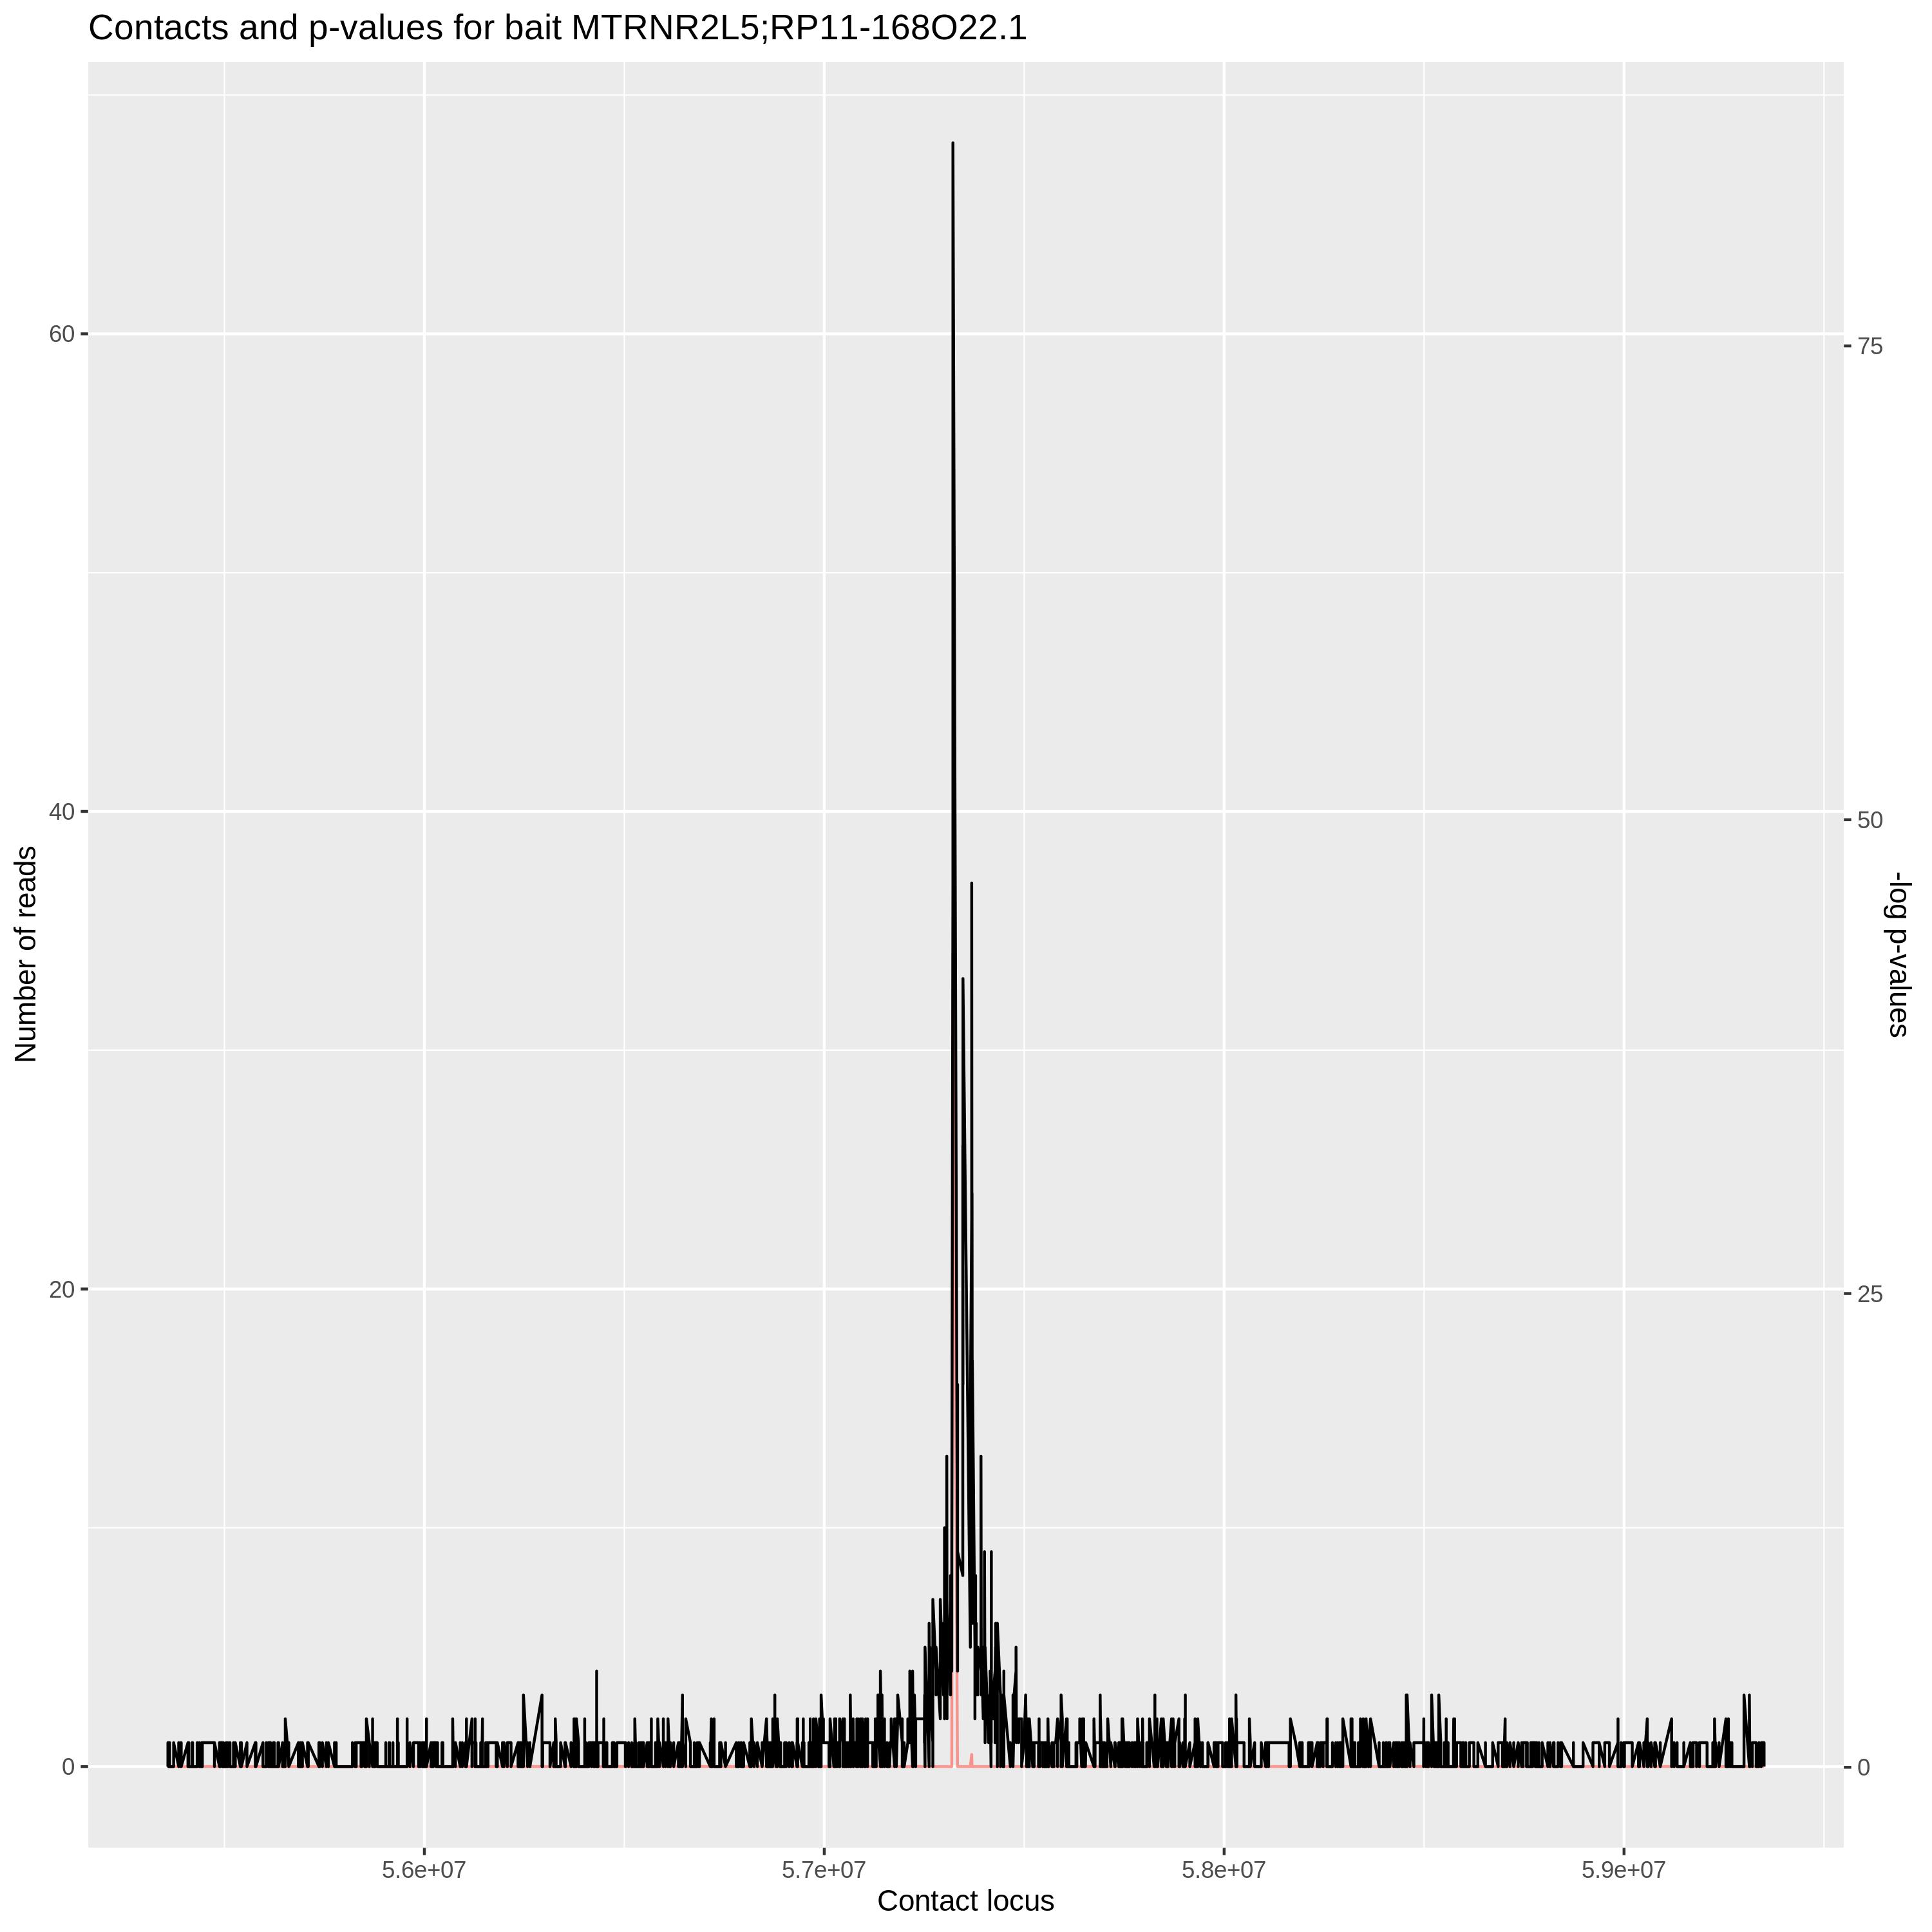 Contacts and p-values for bait MTRNR2L5;RP11-168O22.1
60
40
20
0
75
50
25
0
Number of reads
-log p-values
5.6e+07
5.7e+07
5.8e+07
5.9e+07
Contact locus